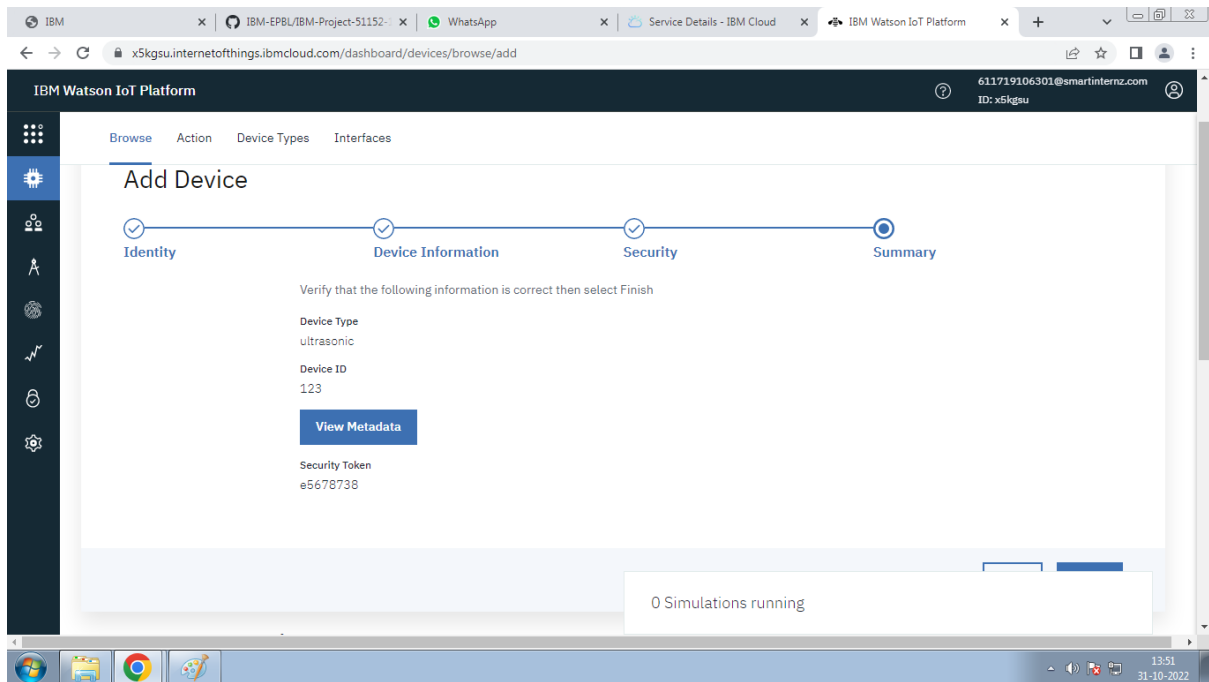 IBM
IBM-EPBL/IBM-Project-51152-
WhatsApp
Service Details - IBM Cloud
IBM Watson IoT Platform
x5kgsu.internetofthings.ibmcloud.com/dashboard/devices/browse/add
IBM Watson IoT Platform
611719106301@smartinternz.com
ID: x5kgsu
Browse Action Device Types Interfaces
Add Device
Identity Device Information Security Summary
Verify that the following information is correct then select Finish
Device Type
ultrasonic
Device ID
123
View Metadata
Security Token
e5678738
0 Simulations running
13:51
31-10-2022